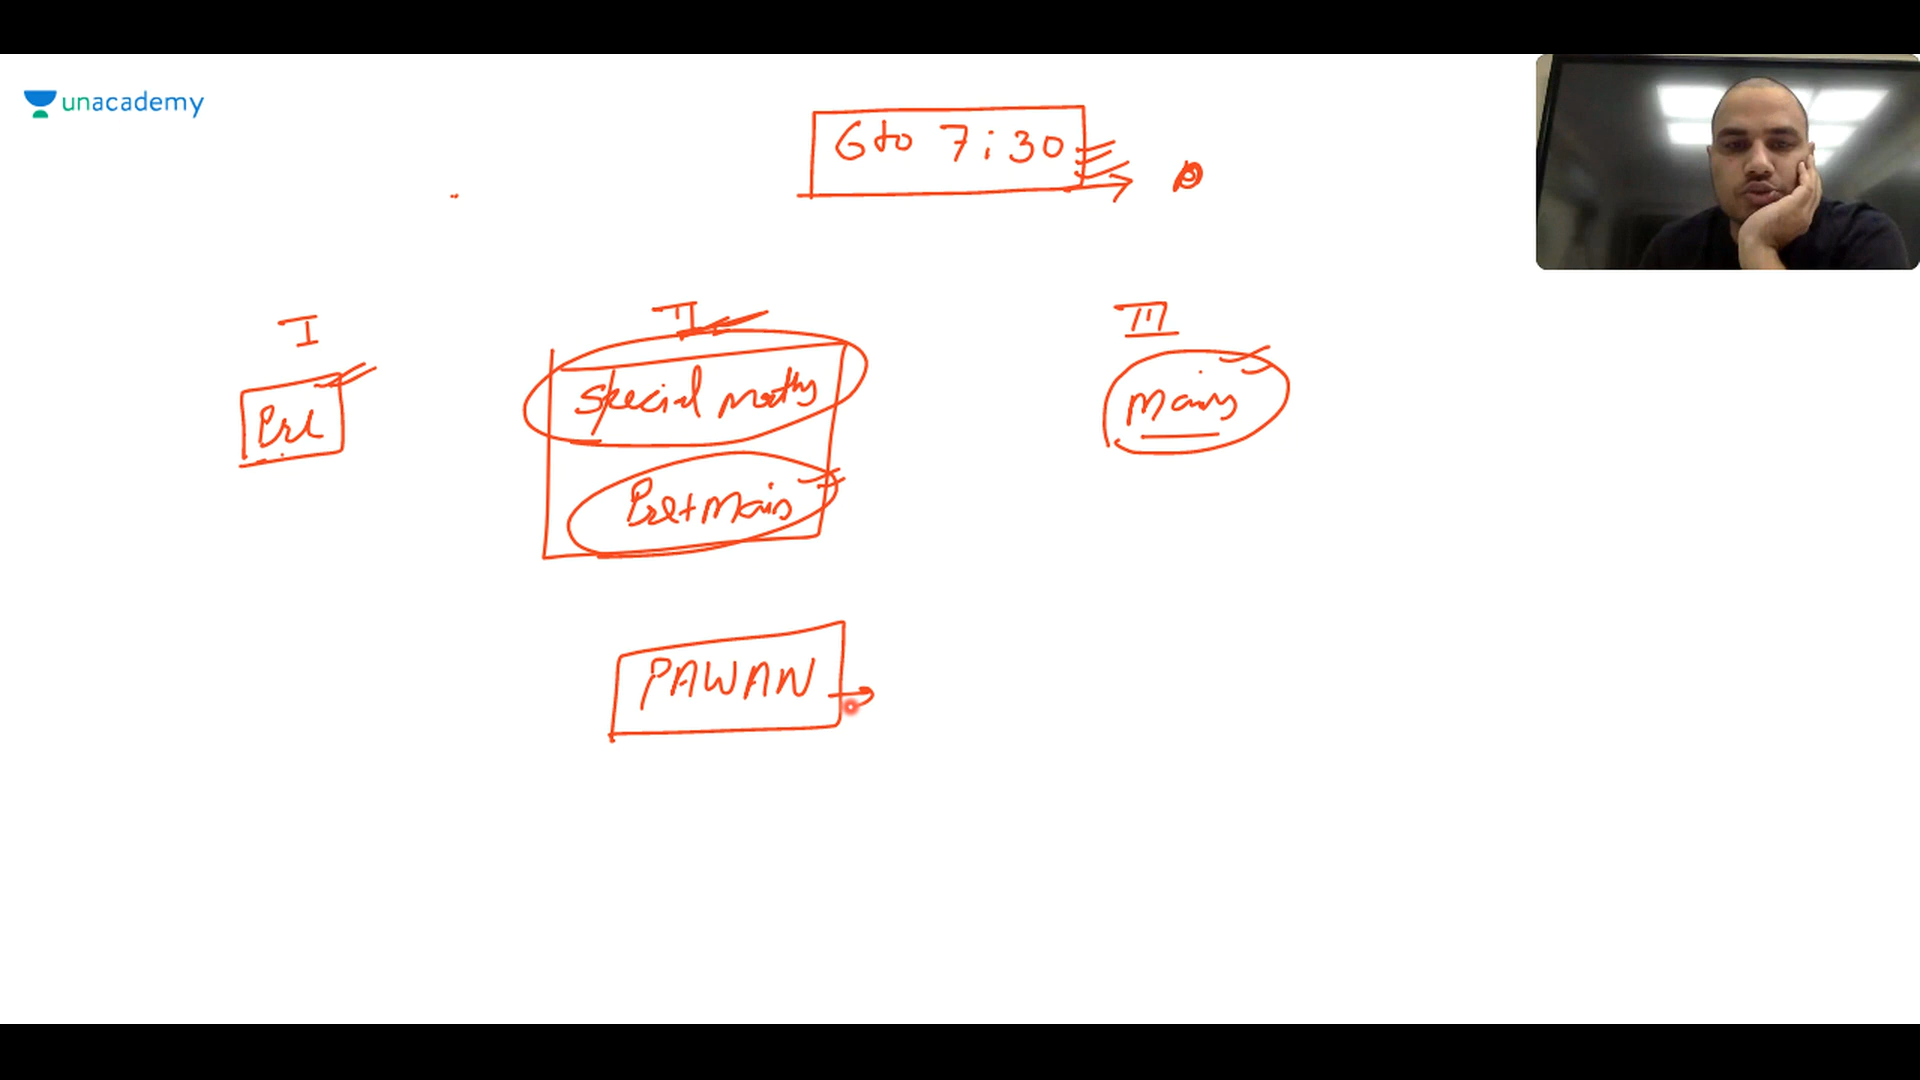 unacademy
6 to 7:30
I
II
III
Pre
Special maths
Mains
Pre+Mains
PAWAN